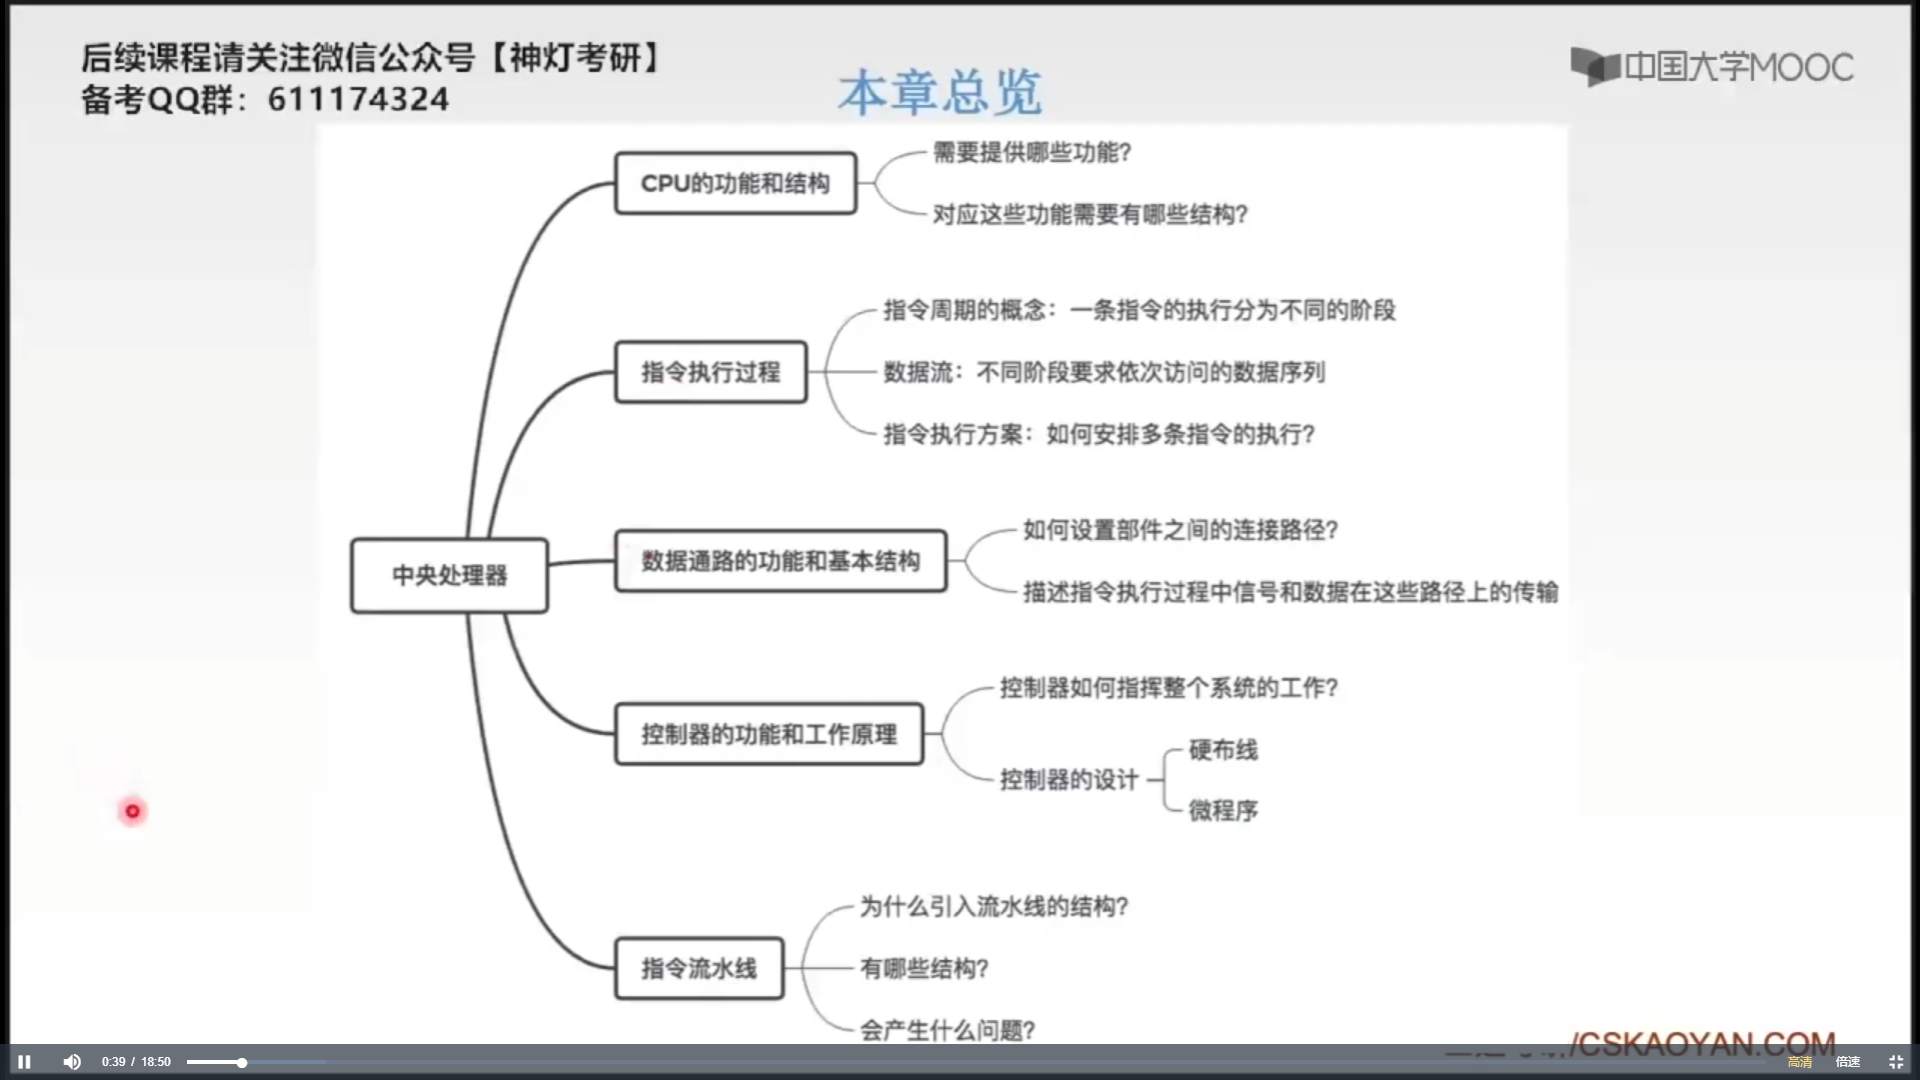 后续课程请关注微信公众号【神灯考研】
备考QQ群：611174324
中国大学MOOC
本章总览
中央处理器
CPU的功能和结构
需要提供哪些功能?
对应这些功能需要有哪些结构?
指令执行过程
指令周期的概念：一条指令的执行分为不同的阶段
数据流：不同阶段要求依次访问的数据序列
指令执行方案：如何安排多条指令的执行?
数据通路的功能和基本结构
如何设置部件之间的连接路径?
描述指令执行过程中信号和数据在这些路径上的传输
控制器的功能和工作原理
控制器如何指挥整个系统的工作?
控制器的设计
硬布线
微程序
指令流水线
为什么引入流水线的结构?
有哪些结构?
会产生什么问题?
/CSKAOYAN.COM
0:39 / 18:50
高清
倍速